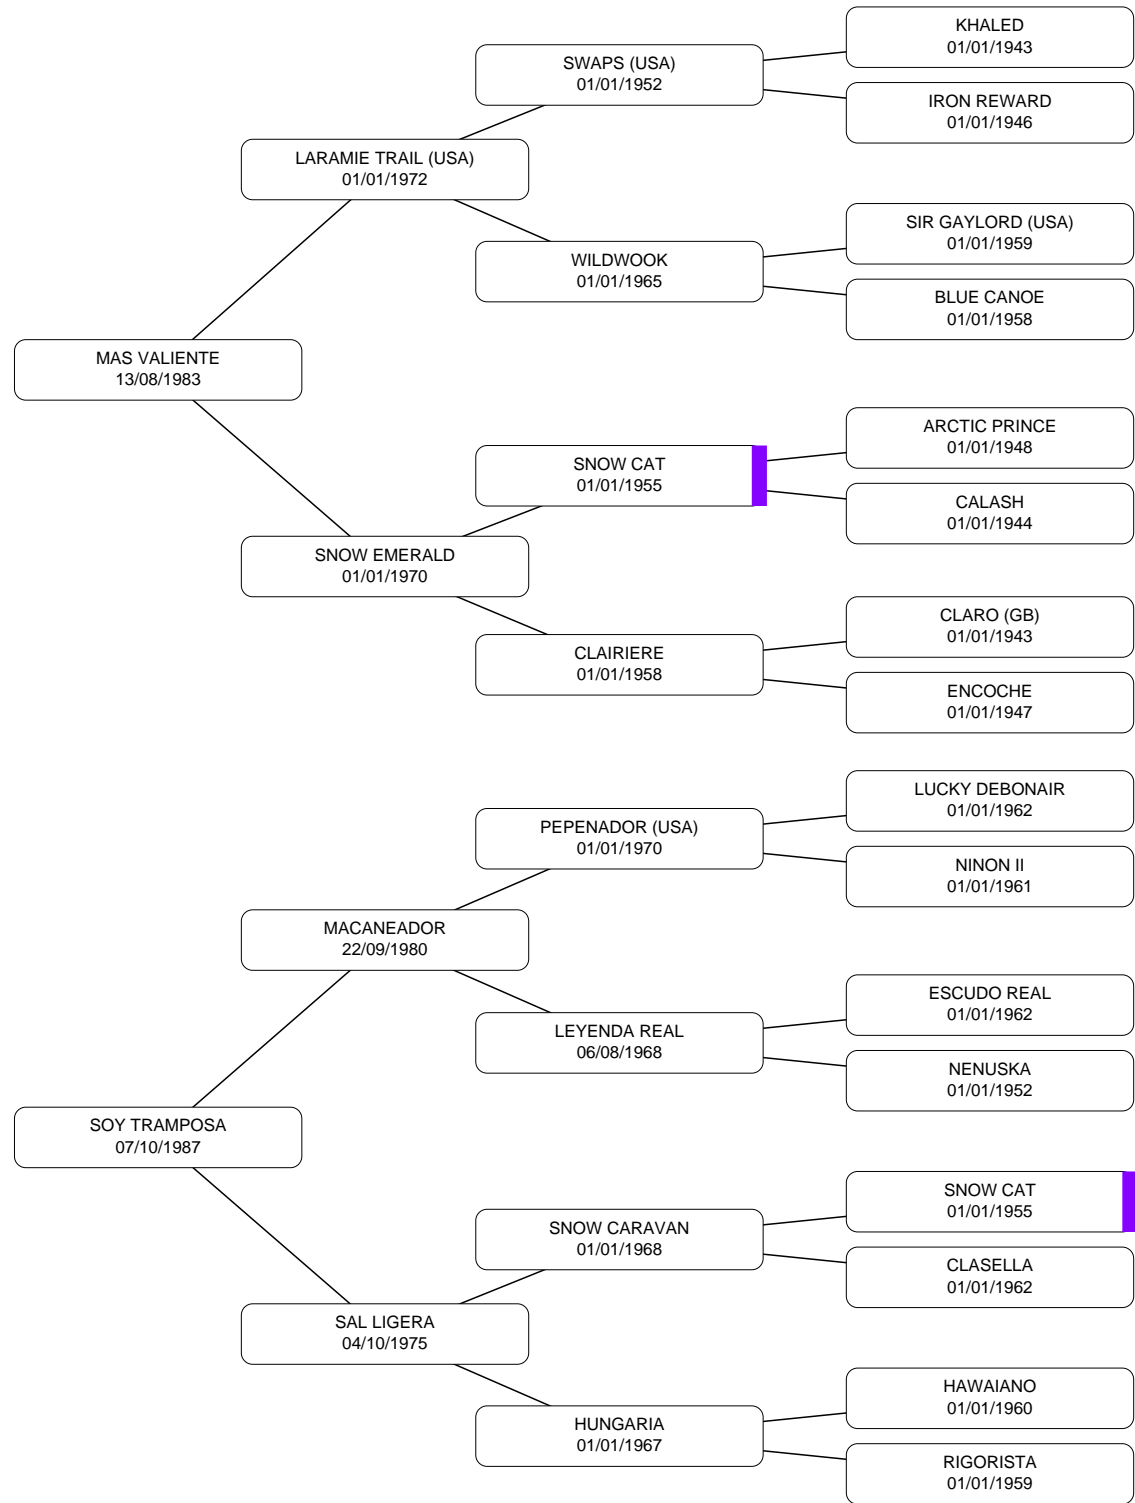 KHALED
01/01/1943
SWAPS (USA)
01/01/1952
IRON REWARD
01/01/1946
LARAMIE TRAIL (USA)
01/01/1972
SIR GAYLORD (USA)
01/01/1959
WILDWOOK
01/01/1965
BLUE CANOE
01/01/1958
MAS VALIENTE
13/08/1983
ARCTIC PRINCE
01/01/1948
SNOW CAT
01/01/1955
CALASH
01/01/1944
SNOW EMERALD
01/01/1970
CLARO (GB)
01/01/1943
CLAIRIERE
01/01/1958
ENCOCHE
01/01/1947
LUCKY DEBONAIR
01/01/1962
PEPENADOR (USA)
01/01/1970
NINON II
01/01/1961
MACANEADOR
22/09/1980
ESCUDO REAL
01/01/1962
LEYENDA REAL
06/08/1968
NENUSKA
01/01/1952
SOY TRAMPOSA
07/10/1987
SNOW CAT
01/01/1955
SNOW CARAVAN
01/01/1968
CLASELLA
01/01/1962
SAL LIGERA
04/10/1975
HAWAIANO
01/01/1960
HUNGARIA
01/01/1967
RIGORISTA
01/01/1959